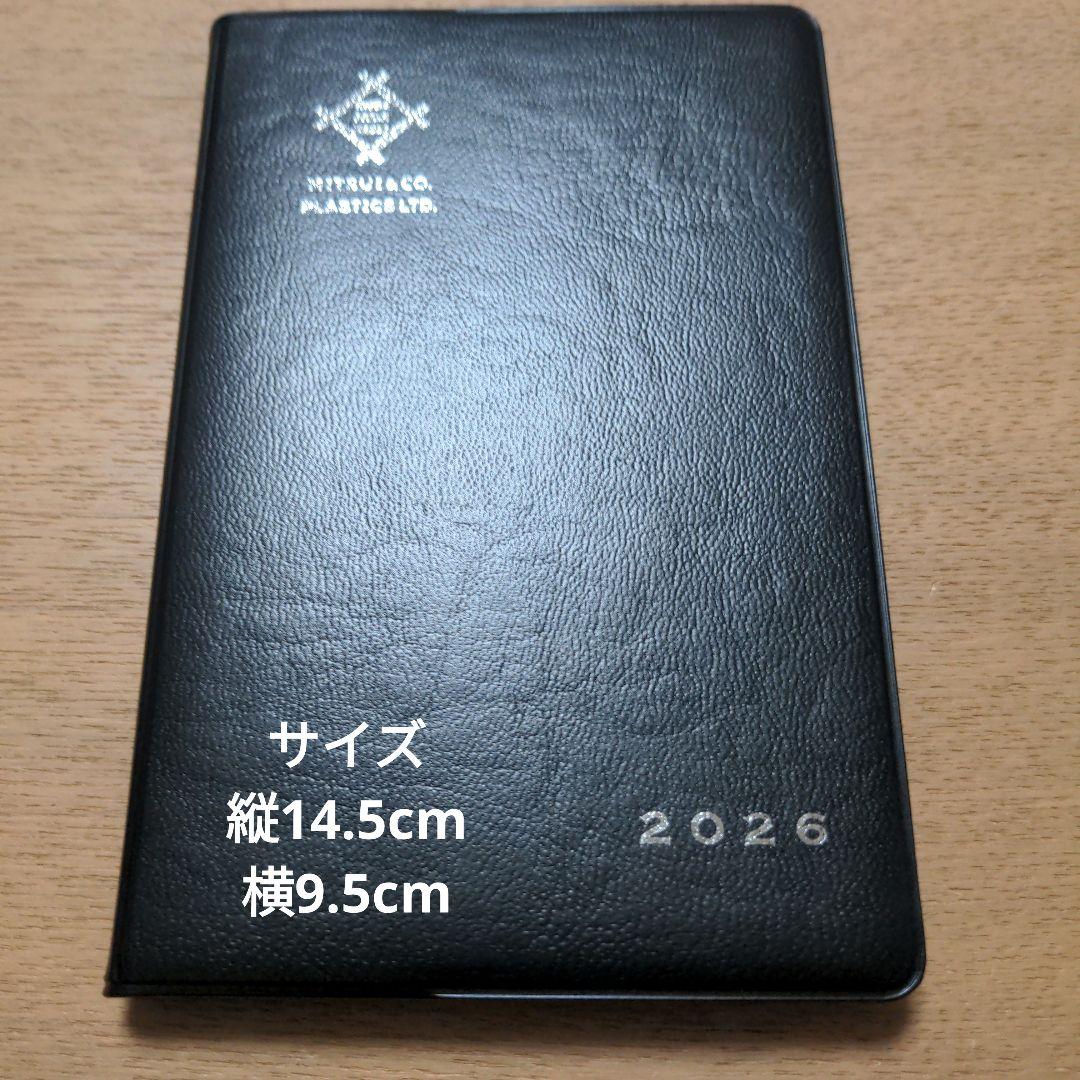 MITSUI & CO.
PLASTICS LTD.
サイズ
縦14.5cm
横9.5cm
2026